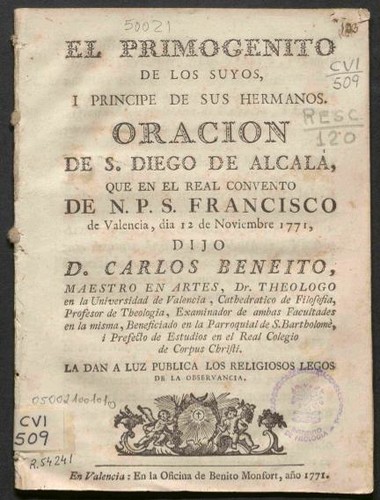 50021
103
EL PRIMOGENITO
DE LOS SUYOS,
I PRINCIPE DE SUS HERMANOS.
CVI
509
RESC
120
ORACION
DE S. DIEGO DE ALCALÁ,
QUE EN EL REAL CONVENTO
DE N. P. S. FRANCISCO
de Valencia, dia 12 de Noviembre 1771,
DIJO
D. CARLOS BENEITO,
MAESTRO EN ARTES, Dr. THEOLOGO
en la Universidad de Valencia, Cathedratico de Filosofia,
Profesor de Theologia, Examinador de ambas Facultades
en la misma, Beneficiado en la Parroquial de S. Bartholomè,
i Prefecto de Estudios en el Real Colegio
de Corpus Christi.
LA DAN A LUZ PUBLICA LOS RELIGIOSOS LEGOS
DE LA OBSERVANCIA.
CVI
509
R.54241
En Valencia: En la Oficina de Benito Monfort, año 1771.